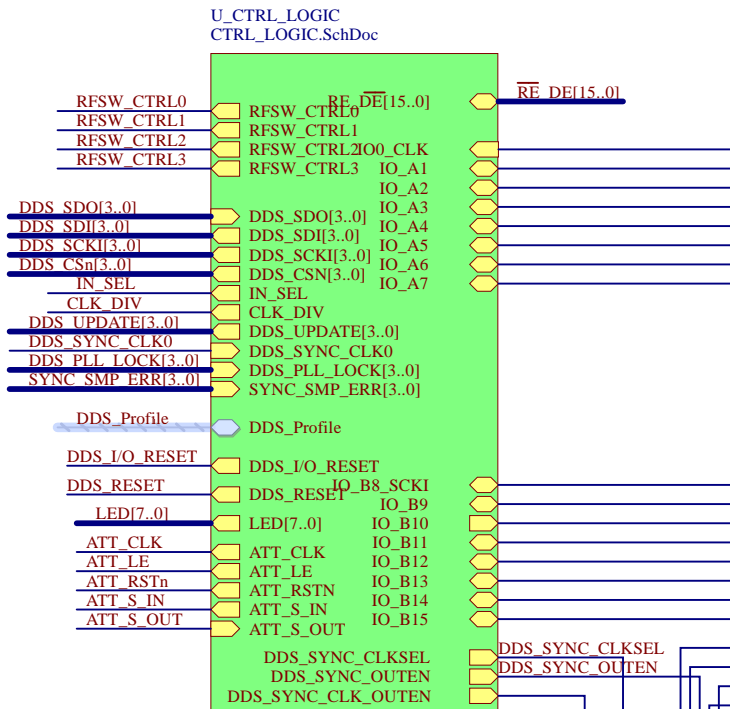 U_CTRL_LOGIC
CTRL_LOGIC.SchDoc
RFSW_CTRL0
RFSW_CTRL1
RFSW_CTRL2
RFSW_CTRL3
DDS_SDO[3..0]
DDS_SDI[3..0]
DDS_SCKI[3..0]
DDS_CSn[3..0]
IN_SEL
CLK_DIV
DDS_UPDATE[3..0]
DDS_SYNC_CLK0
DDS_PLL_LOCK[3..0]
SYNC_SMP_ERR[3..0]
DDS_Profile
DDS_I/O_RESET
DDS_RESET
LED[7..0]
ATT_CLK
ATT_LE
ATT_RSTn
ATT_S_IN
ATT_S_OUT
RFSW_CTRL0
RFSW_CTRL1
RFSW_CTRL2
RFSW_CTRL3
DDS_SDO[3..0]
DDS_SDI[3..0]
DDS_SCKI[3..0]
DDS_CSN[3..0]
IN_SEL
CLK_DIV
DDS_UPDATE[3..0]
DDS_SYNC_CLK0
DDS_PLL_LOCK[3..0]
SYNC_SMP_ERR[3..0]
DDS_Profile
DDS_I/O_RESET
DDS_RESET
LED[7..0]
ATT_CLK
ATT_LE
ATT_RSTN
ATT_S_IN
ATT_S_OUT
RE_DE[15..0]
IO0_CLK
IO_A1
IO_A2
IO_A3
IO_A4
IO_A5
IO_A6
IO_A7
IO_B8_SCKI
IO_B9
IO_B10
IO_B11
IO_B12
IO_B13
IO_B14
IO_B15
DDS_SYNC_CLKSEL
DDS_SYNC_OUTEN
DDS_SYNC_CLK_OUTEN
RE_DE[15..0]
DDS_SYNC_CLKSEL
DDS_SYNC_OUTEN